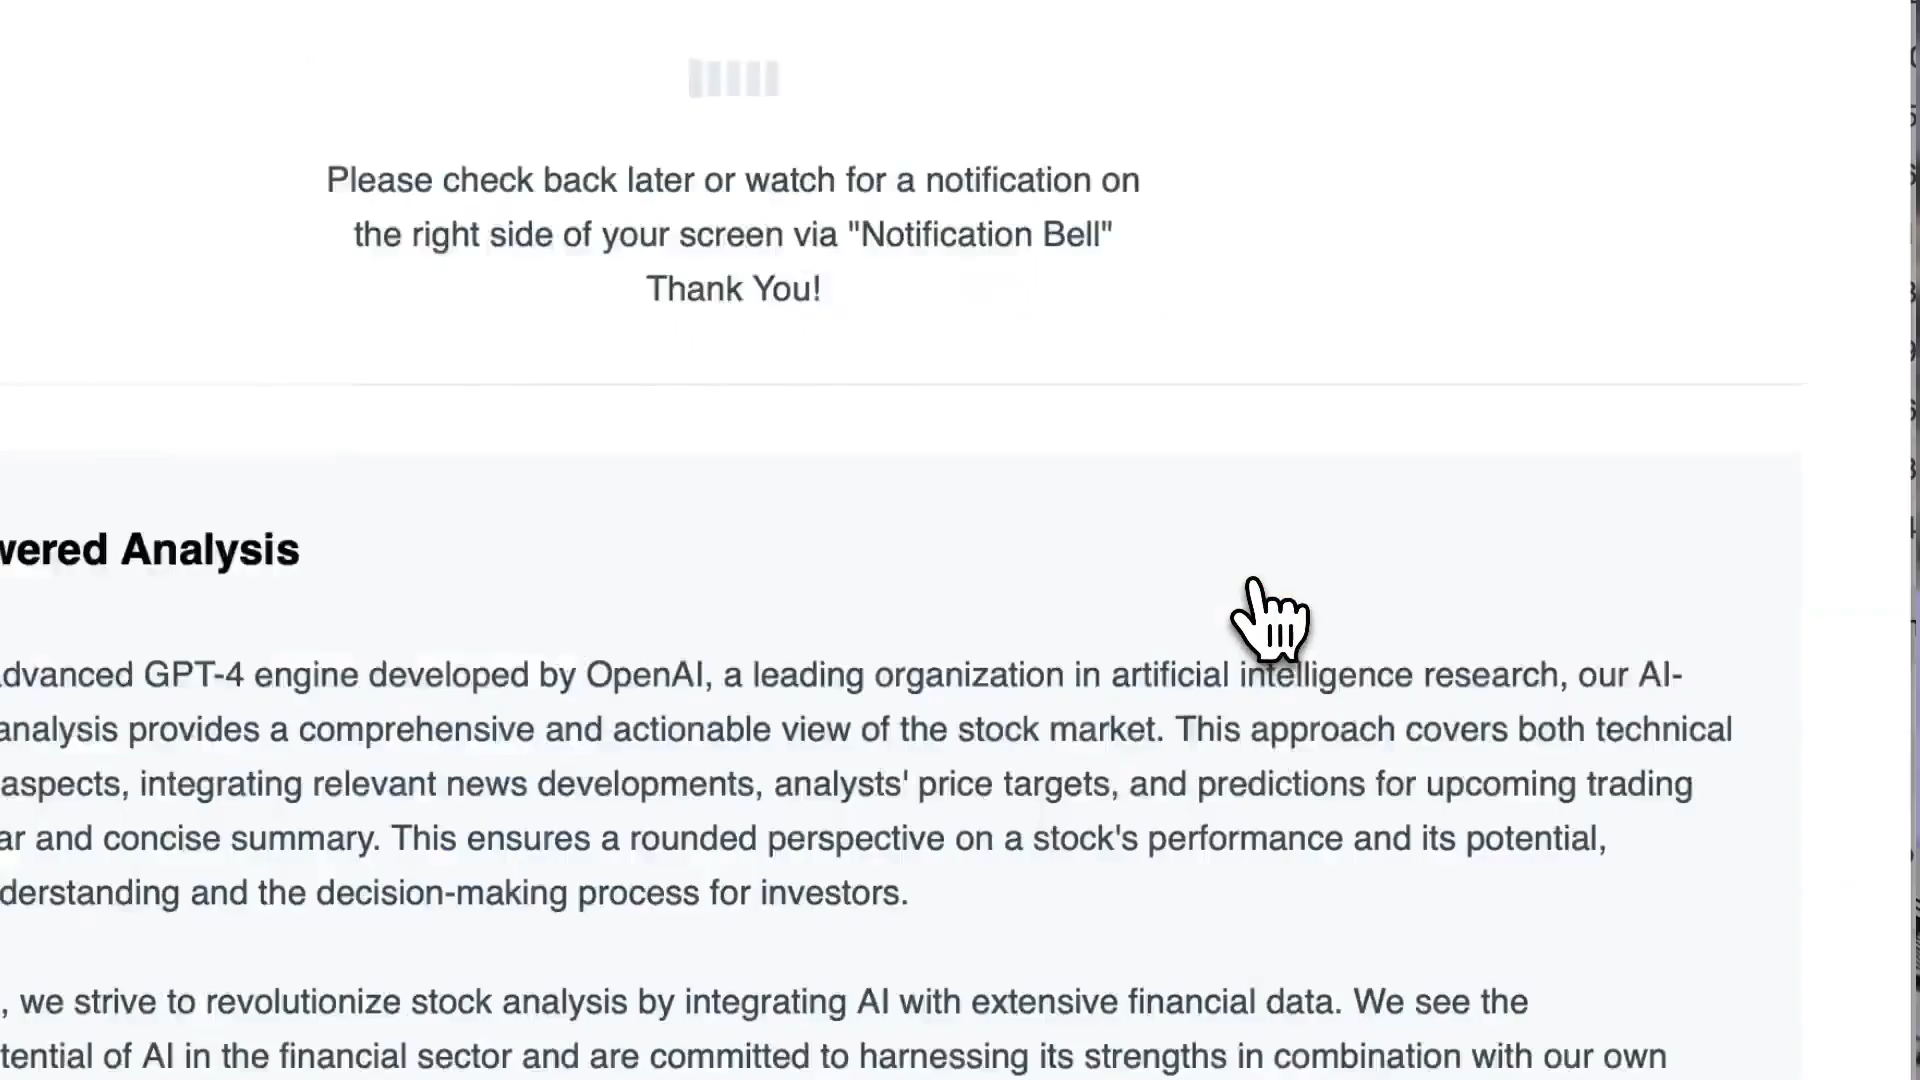 Please check back later or watch for a notification on
the right side of your screen via "Notification Bell"
Thank You!
wered Analysis
dvanced GPT-4 engine developed by OpenAI, a leading organization in artificial intelligence research, our AI-
analysis provides a comprehensive and actionable view of the stock market. This approach covers both technical
aspects, integrating relevant news developments, analysts' price targets, and predictions for upcoming trading
ar and concise summary. This ensures a rounded perspective on a stock's performance and its potential,
derstanding and the decision-making process for investors.
, we strive to revolutionize stock analysis by integrating AI with extensive financial data. We see the
tential of AI in the financial sector and are committed to harnessing its strengths in combination with our own